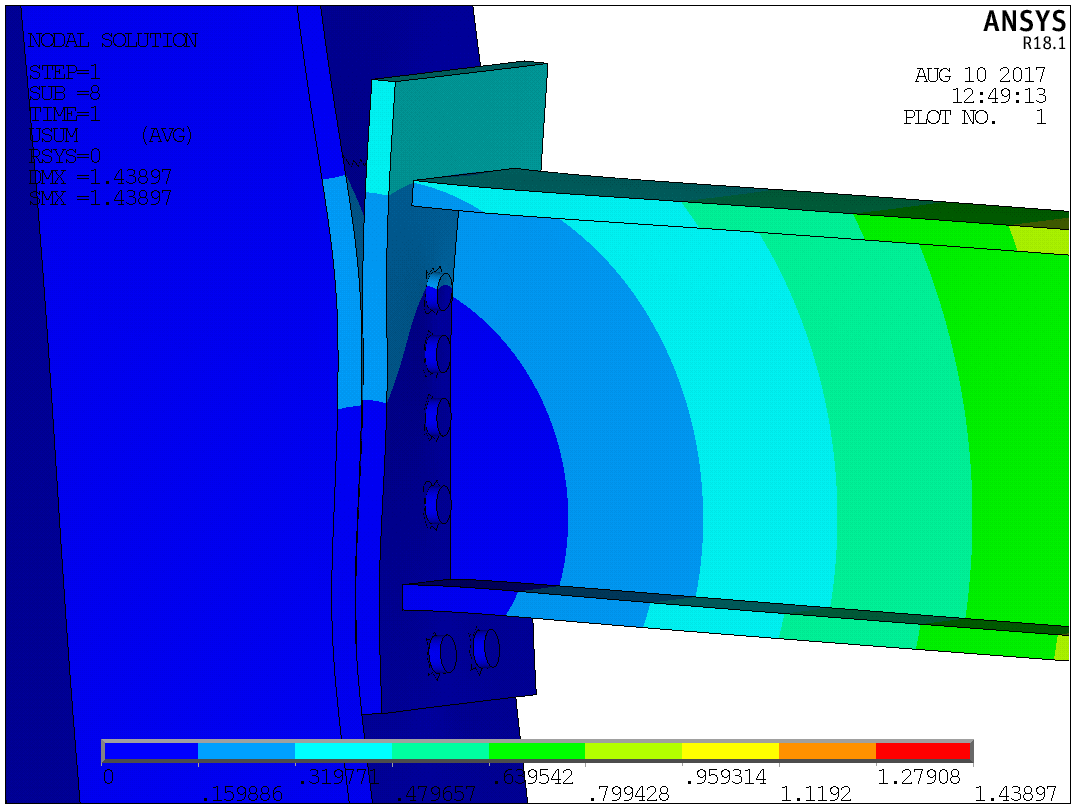 ANSYS
R18.1
NODAL SOLUTION
STEP=1
SUB =8
TIME=1
USUM (AVG)
RSYS=0
DMX =1.43897
SMX =1.43897
AUG 10 2017
12:49:13
PLOT NO. 1
0 .319771 .639542 .959314 1.27908
.159886 .479657 .799428 1.1192 1.43897